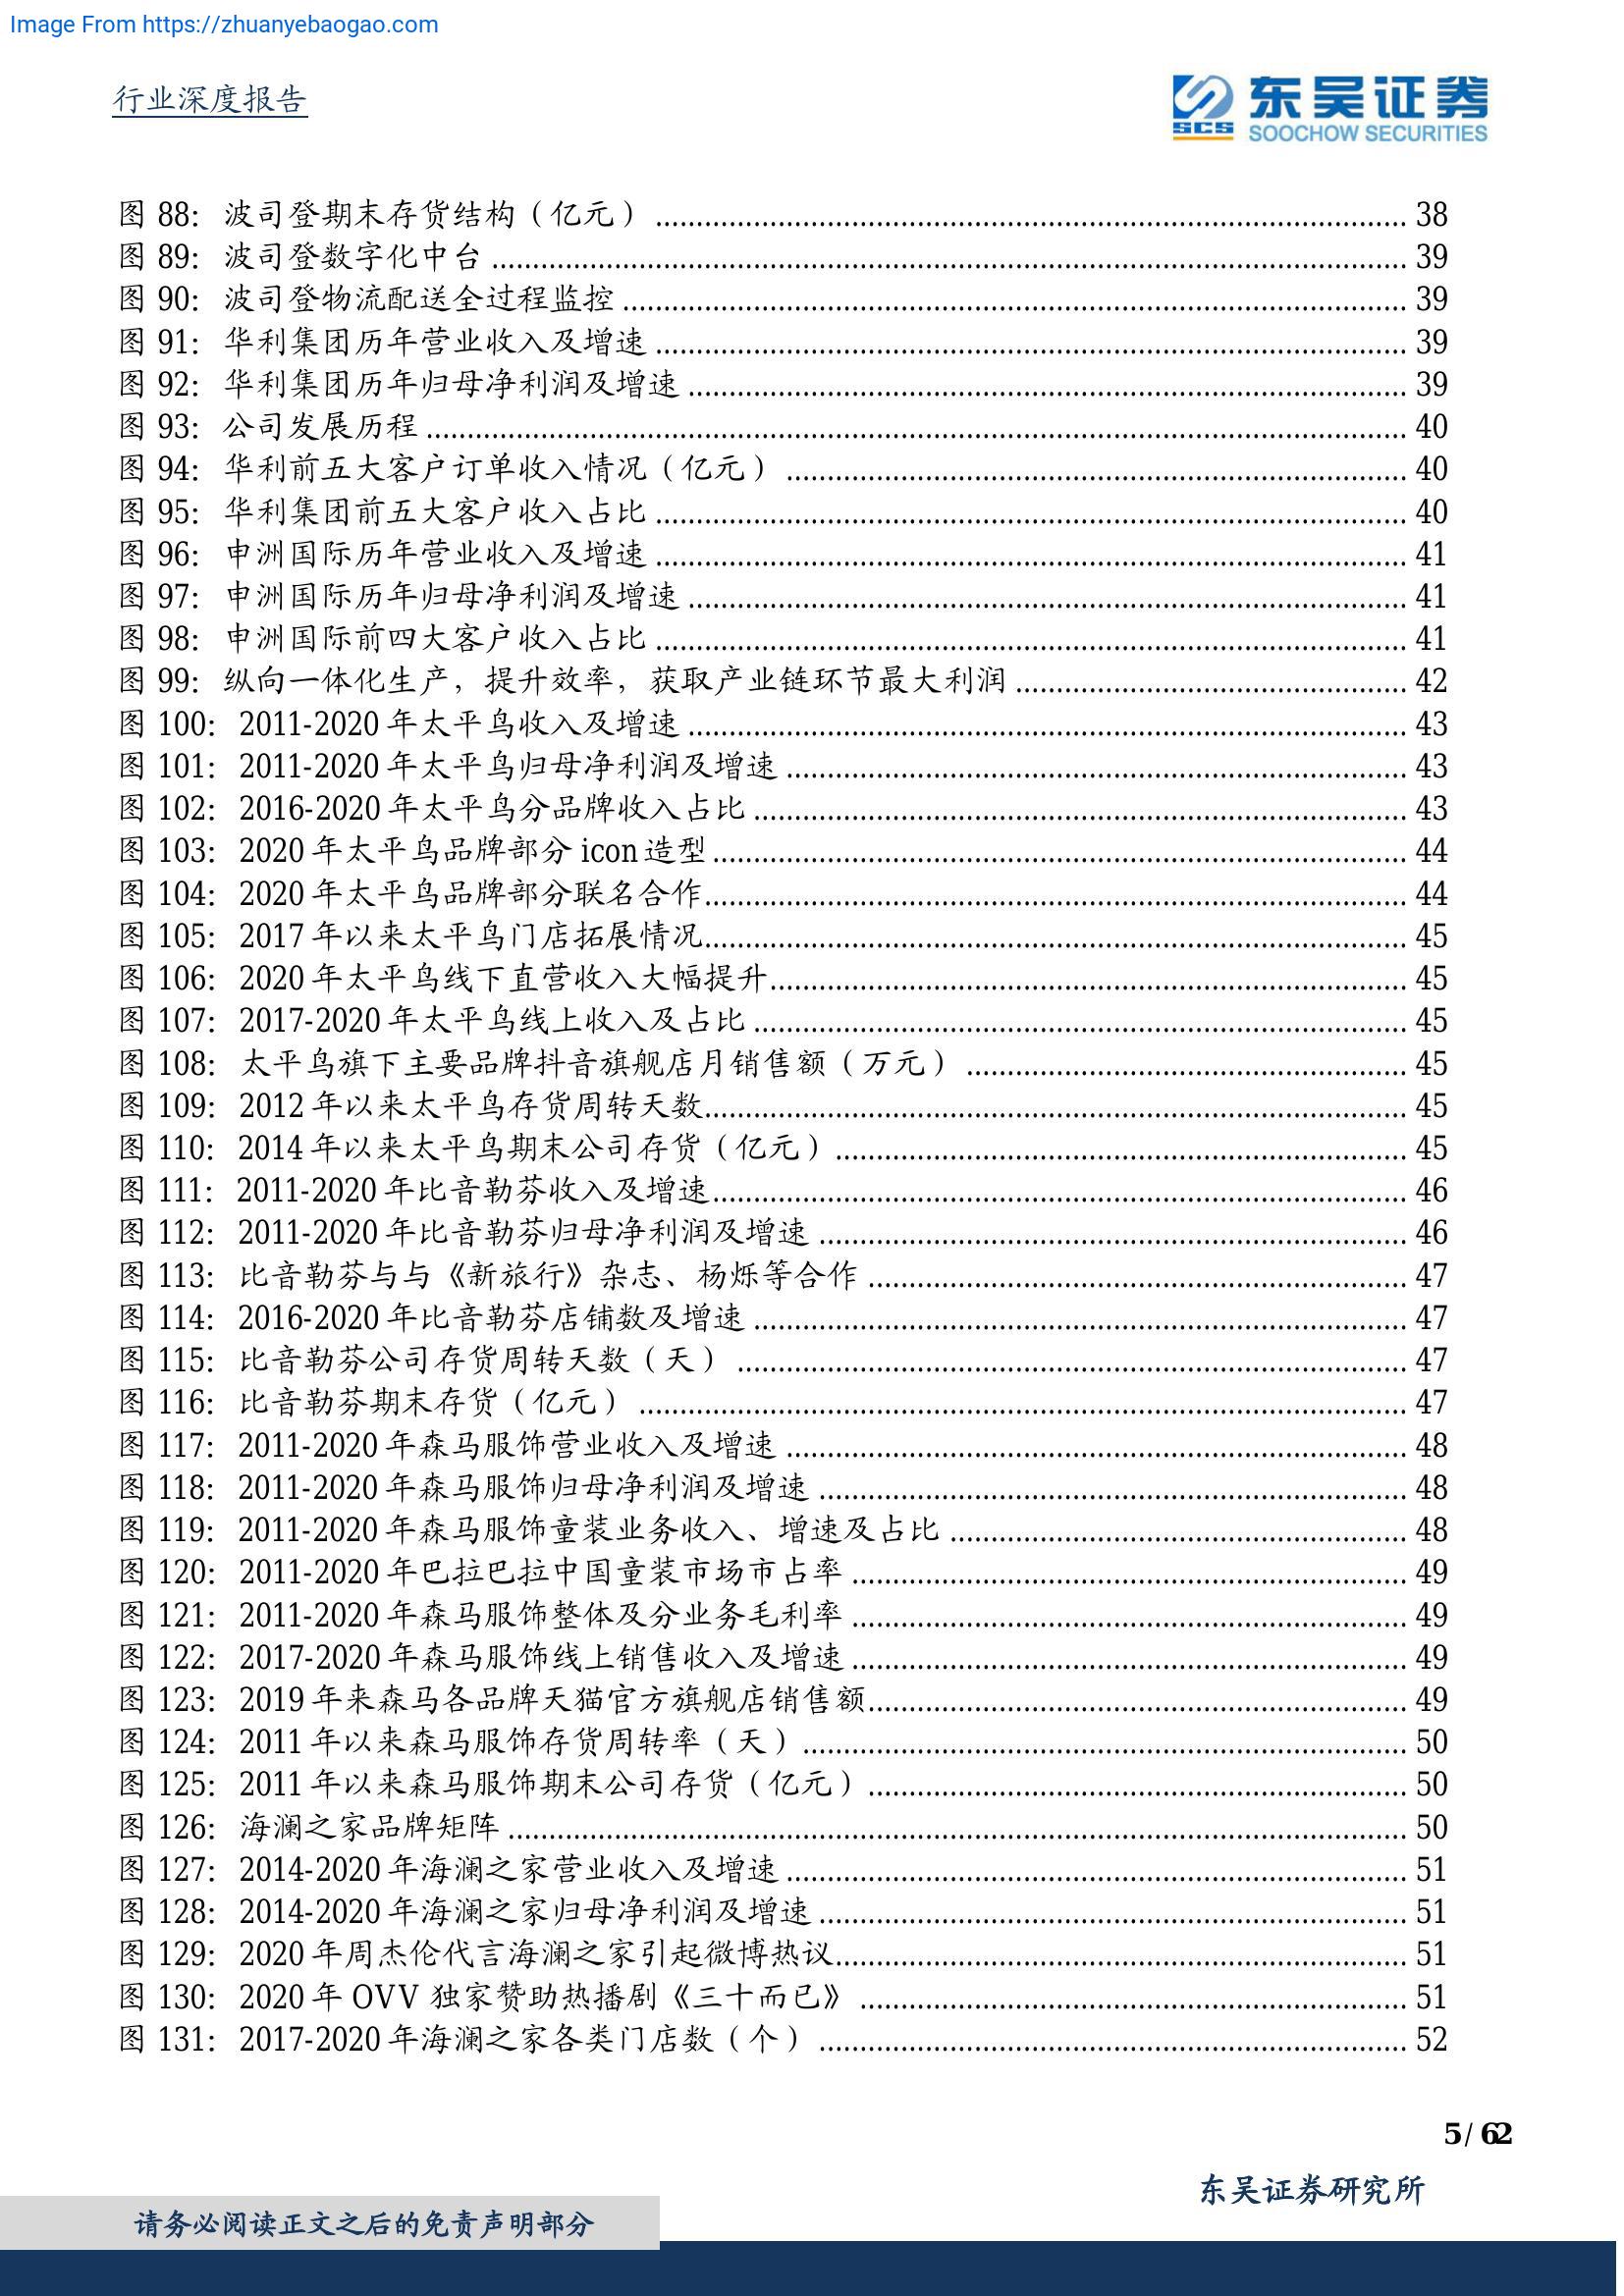 Image From https://zhuanyebaogao.com
行业深度报告
SCS 东吴证券
SOOCHOW SECURITIES
图 88: 波司登期末存货结构（亿元） 38
图 89: 波司登数字化中台 39
图 90: 波司登物流配送全过程监控 39
图 91: 华利集团历年营业收入及增速 39
图 92: 华利集团历年归母净利润及增速 39
图 93: 公司发展历程 40
图 94: 华利前五大客户订单收入情况（亿元） 40
图 95: 华利集团前五大客户收入占比 40
图 96: 申洲国际历年营业收入及增速 41
图 97: 申洲国际历年归母净利润及增速 41
图 98: 申洲国际前四大客户收入占比 41
图 99: 纵向一体化生产，提升效率，获取产业链环节最大利润 42
图 100: 2011-2020 年太平鸟收入及增速 43
图 101: 2011-2020 年太平鸟归母净利润及增速 43
图 102: 2016-2020 年太平鸟分品牌收入占比 43
图 103: 2020 年太平鸟品牌部分 icon 造型 44
图 104: 2020 年太平鸟品牌部分联名合作 44
图 105: 2017 年以来太平鸟门店拓展情况 45
图 106: 2020 年太平鸟线下直营收入大幅提升 45
图 107: 2017-2020 年太平鸟线上收入及占比 45
图 108: 太平鸟旗下主要品牌抖音旗舰店月销售额（万元） 45
图 109: 2012 年以来太平鸟存货周转天数 45
图 110: 2014 年以来太平鸟期末公司存货（亿元） 45
图 111: 2011-2020 年比音勒芬收入及增速 46
图 112: 2011-2020 年比音勒芬归母净利润及增速 46
图 113: 比音勒芬与与《新旅行》杂志、杨烁等合作 47
图 114: 2016-2020 年比音勒芬店铺数及增速 47
图 115: 比音勒芬公司存货周转天数（天） 47
图 116: 比音勒芬期末存货（亿元） 47
图 117: 2011-2020 年森马服饰营业收入及增速 48
图 118: 2011-2020 年森马服饰归母净利润及增速 48
图 119: 2011-2020 年森马服饰童装业务收入、增速及占比 48
图 120: 2011-2020 年巴拉巴拉中国童装市场市占率 49
图 121: 2011-2020 年森马服饰整体及分业务毛利率 49
图 122: 2017-2020 年森马服饰线上销售收入及增速 49
图 123: 2019 年来森马各品牌天猫官方旗舰店销售额 49
图 124: 2011 年以来森马服饰存货周转率（天） 50
图 125: 2011 年以来森马服饰期末公司存货（亿元） 50
图 126: 海澜之家品牌矩阵 50
图 127: 2014-2020 年海澜之家营业收入及增速 51
图 128: 2014-2020 年海澜之家归母净利润及增速 51
图 129: 2020 年周杰伦代言海澜之家引起微博热议 51
图 130: 2020 年 OVV 独家赞助热播剧《三十而已》 51
图 131: 2017-2020 年海澜之家各类门店数（个） 52
5 / 62
东吴证券研究所
请务必阅读正文之后的免责声明部分